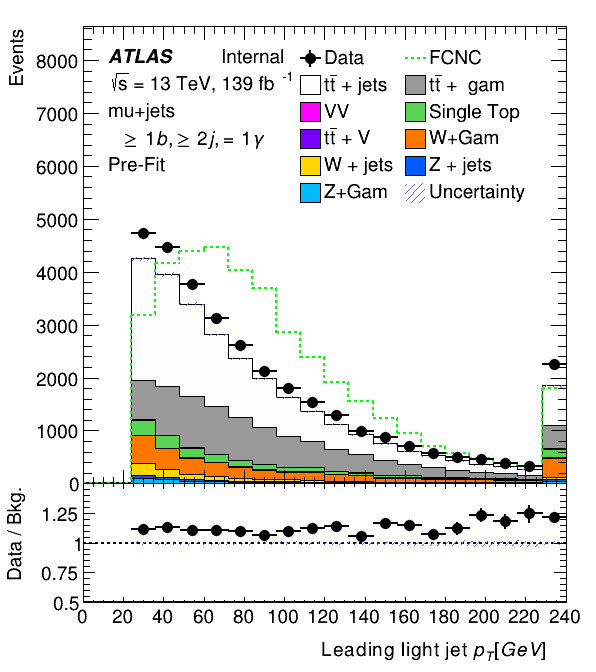 Events
8000
7000
6000
5000
4000
3000
2000
1000
0
ATLAS Internal
√s = 13 TeV, 139 fb⁻¹
mu+jets
≥ 1b, ≥ 2j, = 1γ
Pre-Fit
Data FCNC
tt̄ + jets tt̄ + gam
VV Single Top
tt̄ + V W+Gam
W + jets Z + jets
Z+Gam Uncertainty
Data / Bkg.
1.25
1
0.75
0.5
0 20 40 60 80 100 120 140 160 180 200 220 240
Leading light jet p_T[GeV]